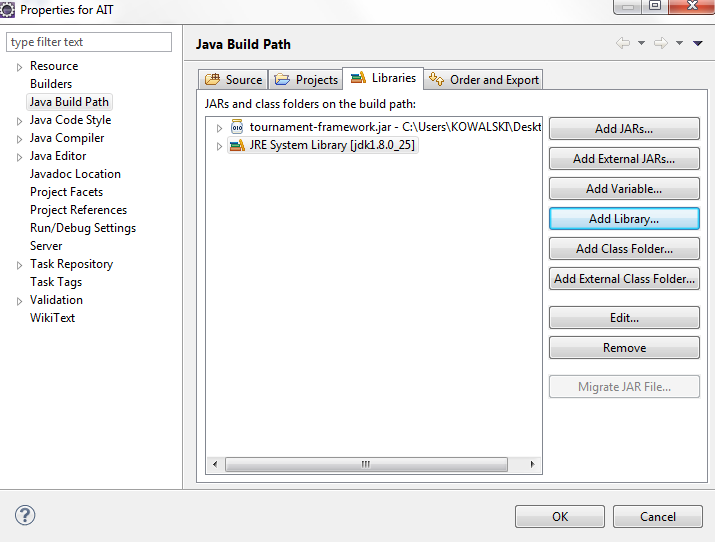 Properties for AIT
type filter text
Resource
Builders
Java Build Path
Java Code Style
Java Compiler
Java Editor
Javadoc Location
Project Facets
Project References
Run/Debug Settings
Server
Task Repository
Task Tags
Validation
WikiText
Java Build Path
Source Projects Libraries Order and Export
JARs and class folders on the build path:
tournament-framework.jar - C:\Users\KOWALSKI\Deskt
JRE System Library [jdk1.8.0_25]
Add JARs...
Add External JARs...
Add Variable...
Add Library...
Add Class Folder...
Add External Class Folder...
Edit...
Remove
Migrate JAR File...
OK Cancel